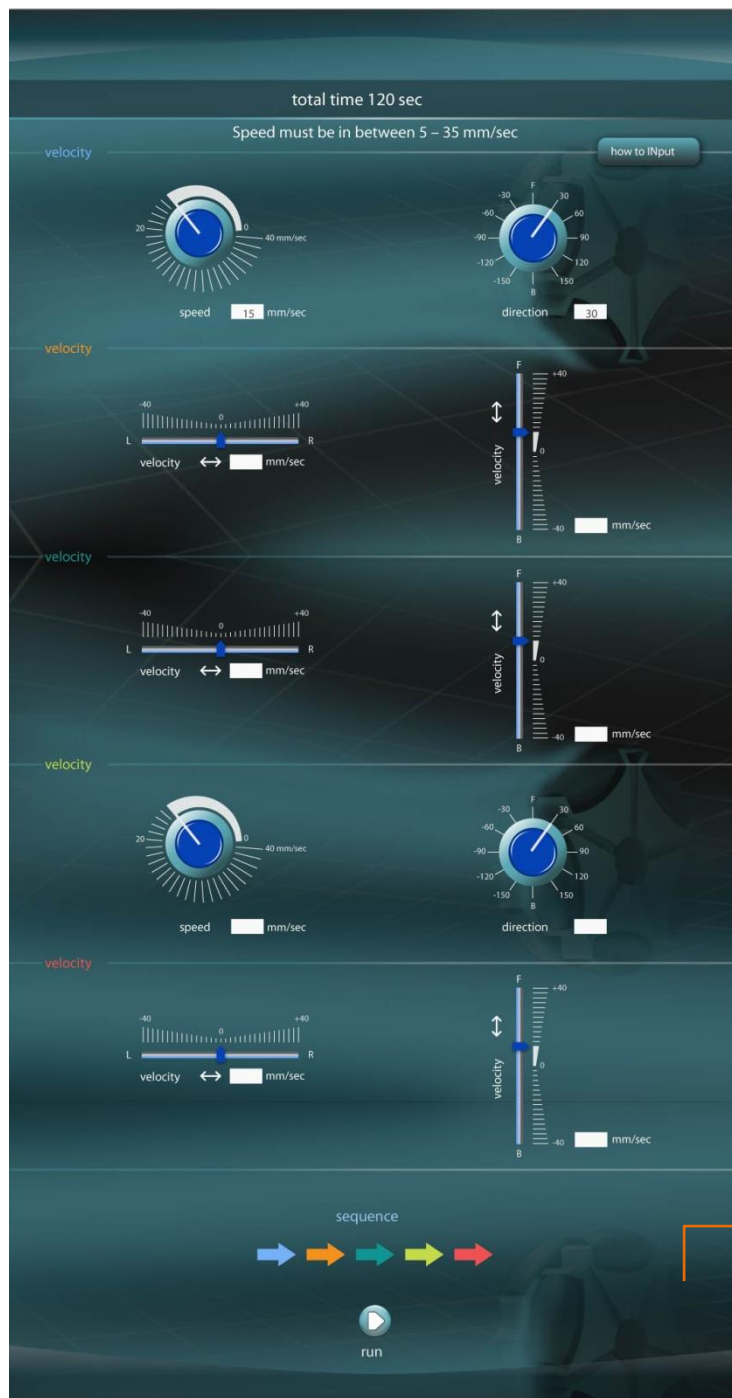 total time 120 sec
Speed must be in between 5 – 35 mm/sec
velocity
how to INput
20
0
40 mm/sec
speed 15 mm/sec
F
-30 30
-60 60
-90 90
-120 120
-150 150
B
direction 30
velocity
-40 0 +40
L R
velocity mm/sec
F
+40
velocity
0
-40 mm/sec
B
velocity
-40 0 +40
L R
velocity mm/sec
F
+40
velocity
0
-40 mm/sec
B
velocity
20
0
40 mm/sec
speed mm/sec
F
-30 30
-60 60
-90 90
-120 120
-150 150
B
direction
velocity
-40 0 +40
L R
velocity mm/sec
F
+40
velocity
0
-40 mm/sec
B
sequence
run